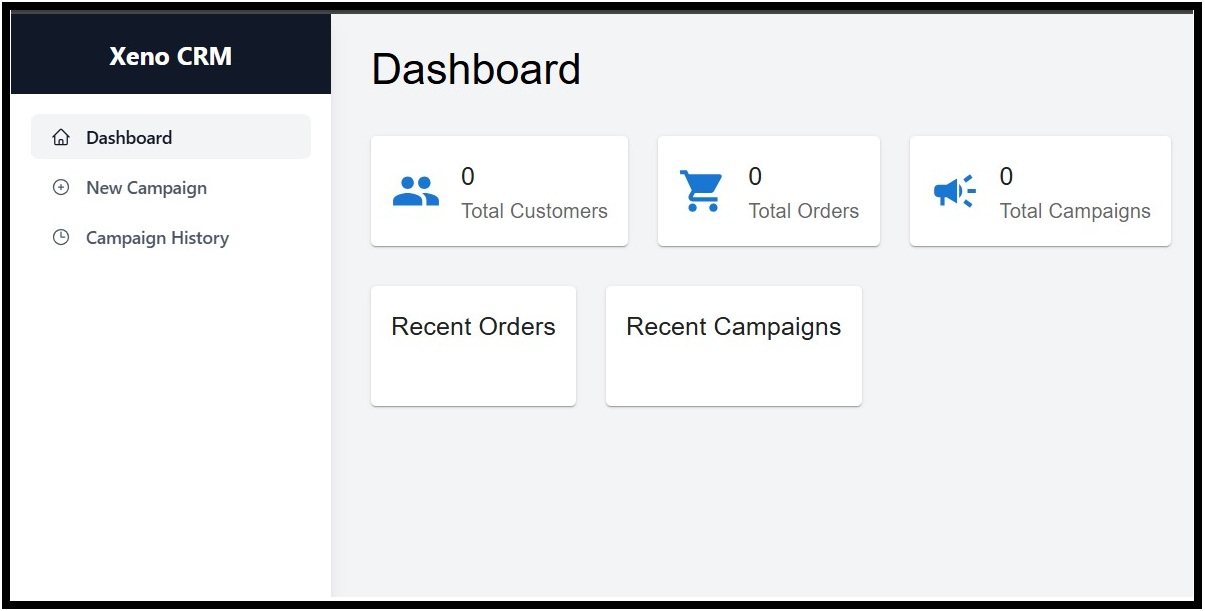 Xeno CRM
Dashboard
New Campaign
Campaign History
Dashboard
0
Total Customers
0
Total Orders
0
Total Campaigns
Recent Orders
Recent Campaigns